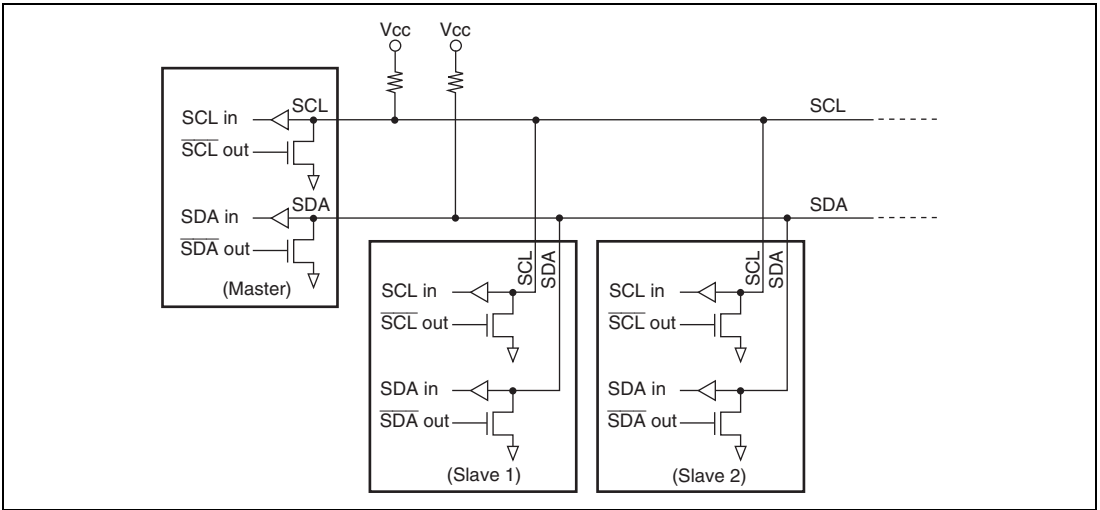 Vcc Vcc
SCL in
SCL
SCL out
SDA in
SDA
SDA out
(Master)
SCL
SDA
SCL
SDA
SCL in
SCL out
SDA in
SDA out
(Slave 1)
SCL
SDA
SCL in
SCL out
SDA in
SDA out
(Slave 2)